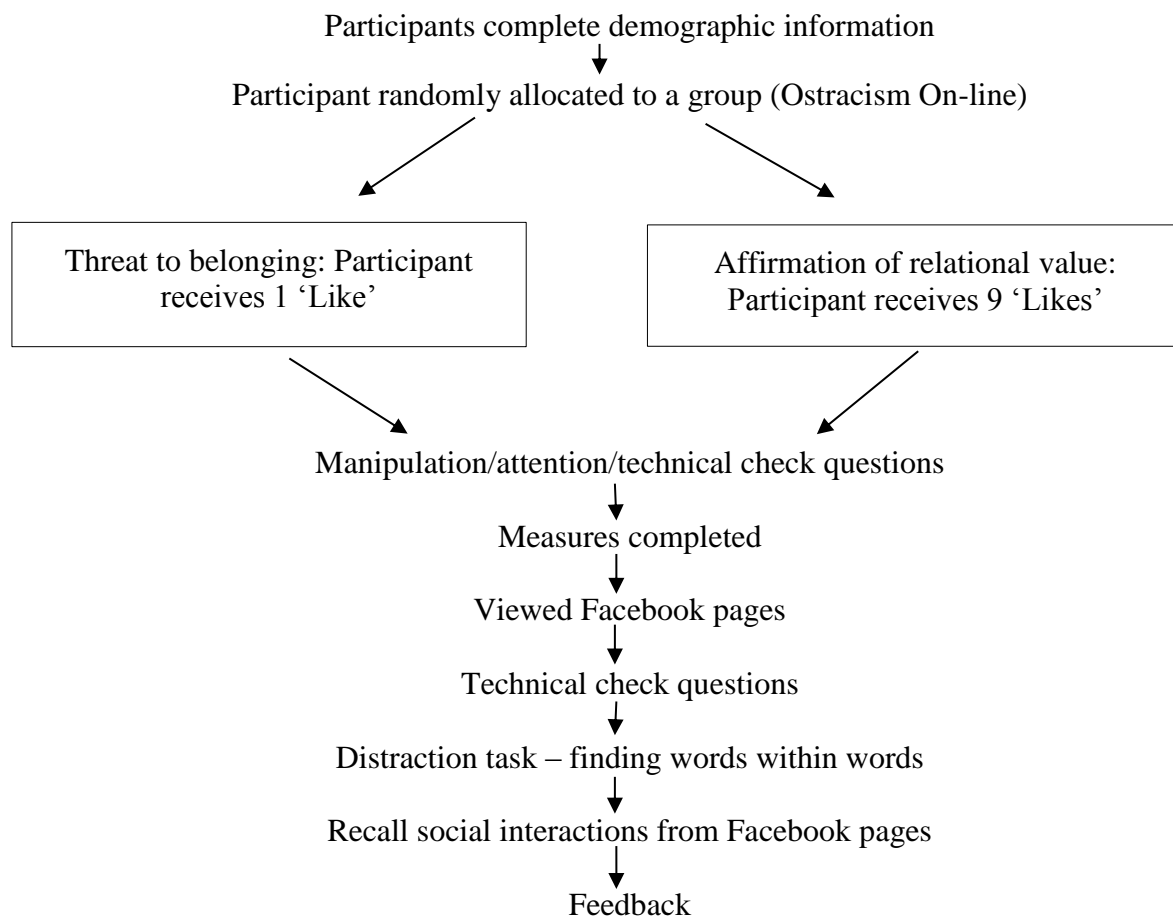 Participants complete demographic information
Participant randomly allocated to a group (Ostracism On-line)
Threat to belonging: Participant
receives 1 ‘Like’
Affirmation of relational value:
Participant receives 9 ‘Likes’
Manipulation/attention/technical check questions
Measures completed
Viewed Facebook pages
Technical check questions
Distraction task – finding words within words
Recall social interactions from Facebook pages
Feedback